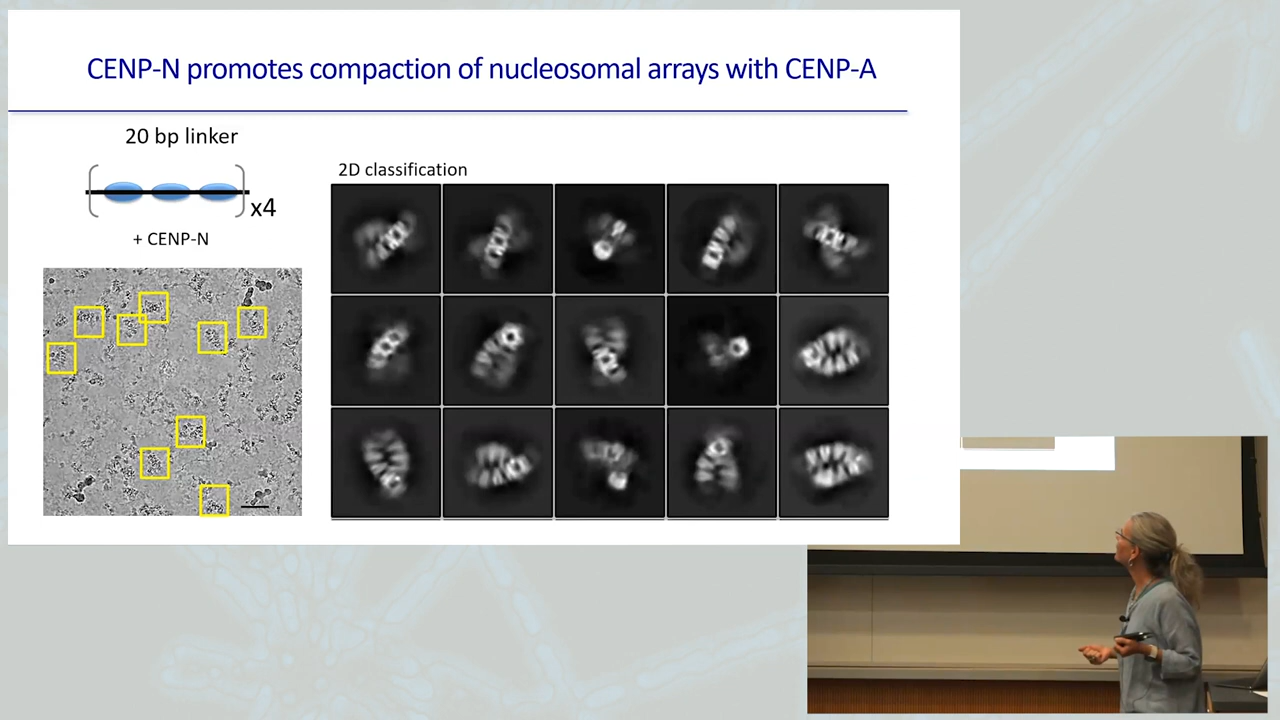 CENP-N promotes compaction of nucleosomal arrays with CENP-A
20 bp linker
x4
+ CENP-N
2D classification